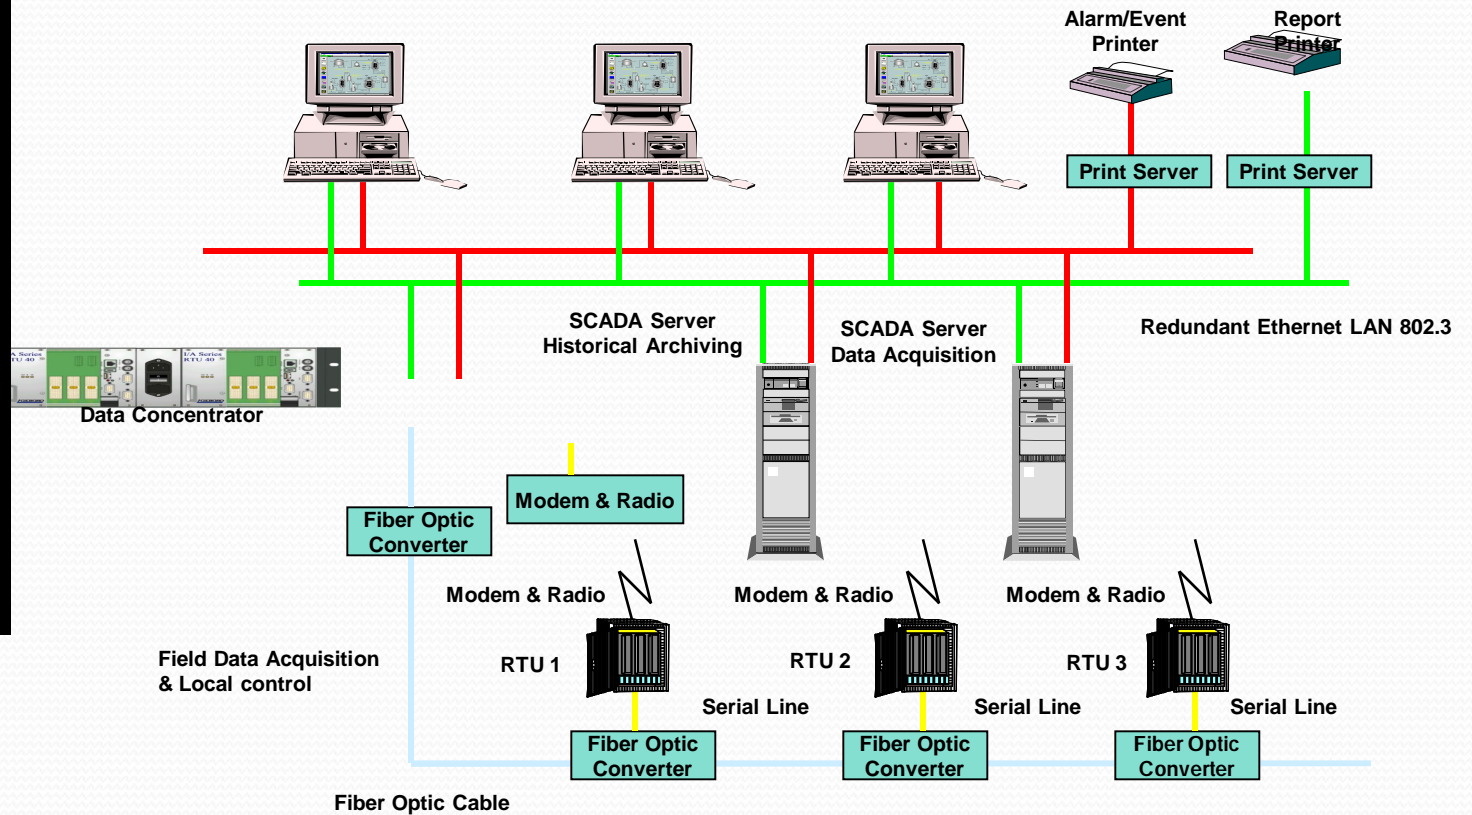 Alarm/Event
Printer
Report
Printer
Print Server
Print Server
SCADA Server
Historical Archiving
SCADA Server
Data Acquisition
Redundant Ethernet LAN 802.3
I/A Series
RTU 40
Data Concentrator
Modem & Radio
Fiber Optic
Converter
Modem & Radio
Modem & Radio
Modem & Radio
Field Data Acquisition
& Local control
RTU 1
RTU 2
RTU 3
Serial Line
Serial Line
Serial Line
Fiber Optic
Converter
Fiber Optic
Converter
Fiber Optic
Converter
Fiber Optic Cable